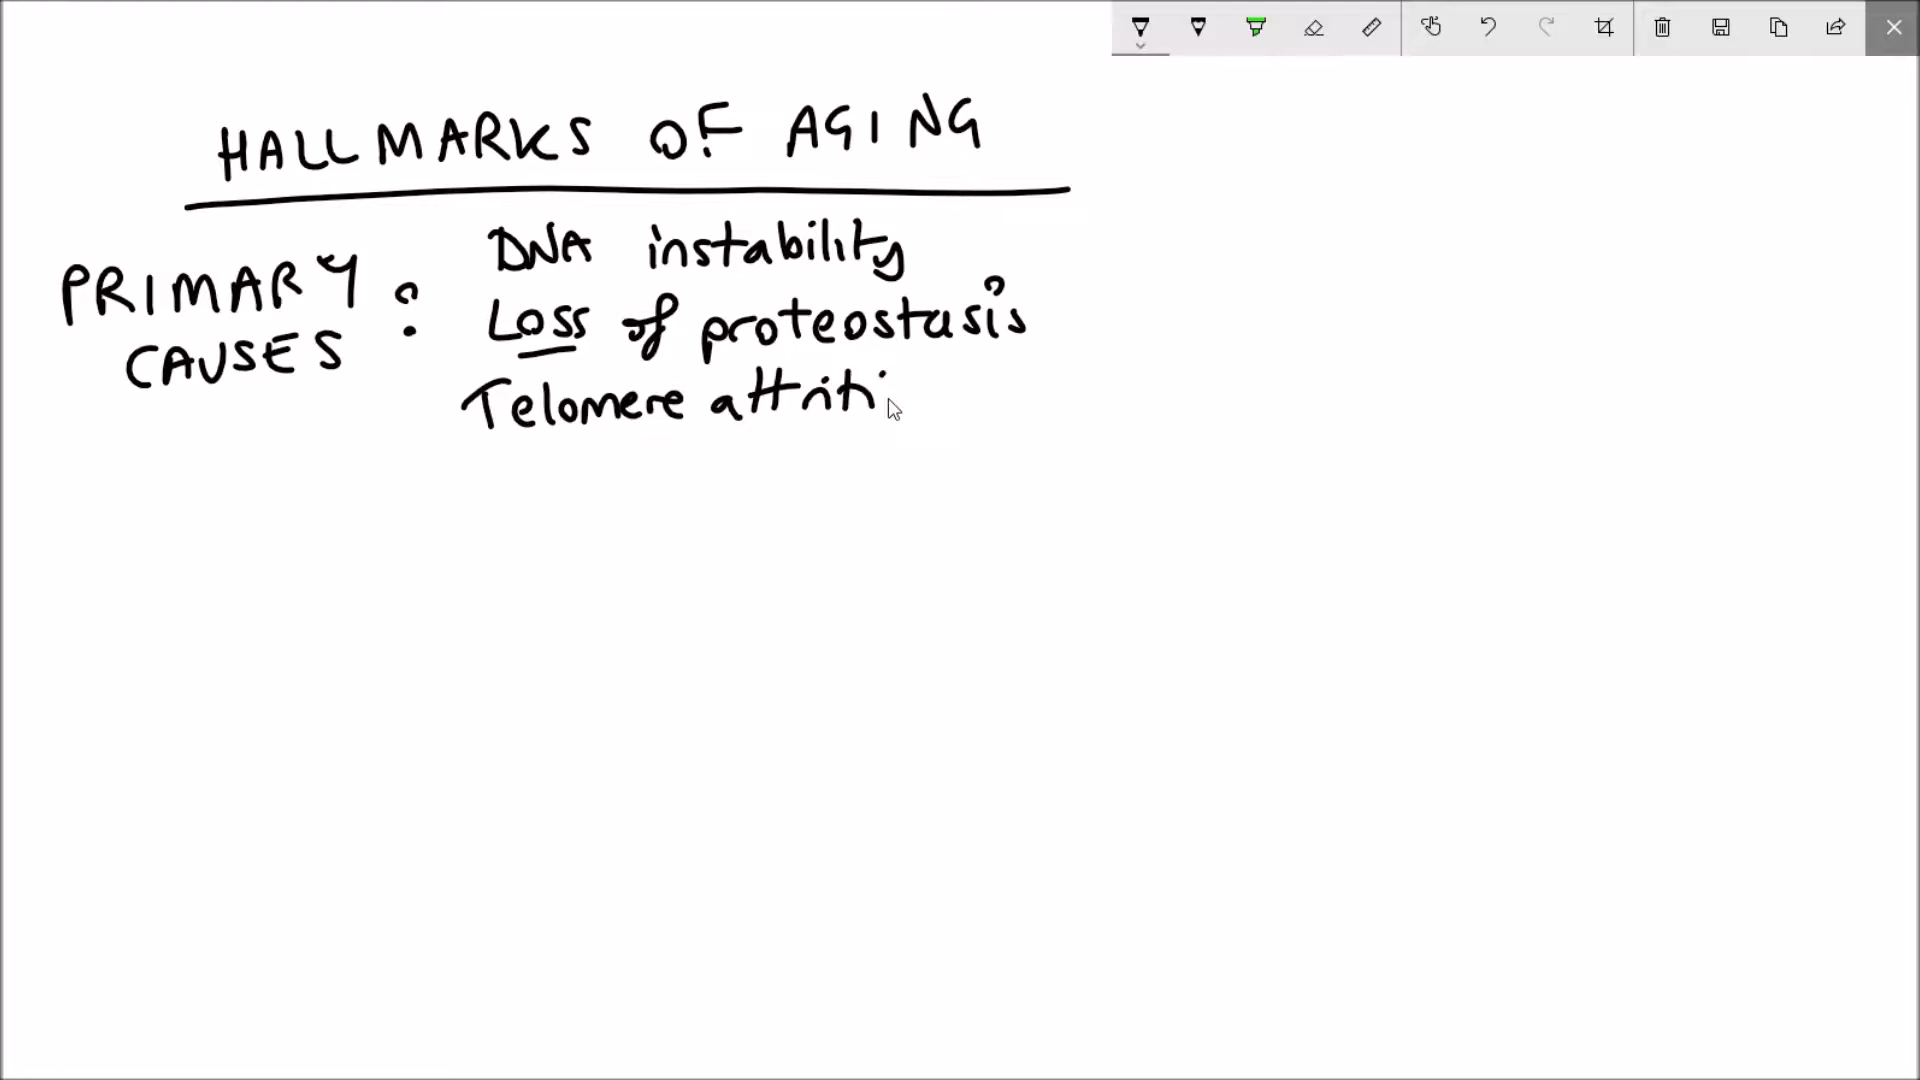 HALLMARKS OF AGING
PRIMARY CAUSES:
DNA instability
Loss of proteostasis
Telomere attriti